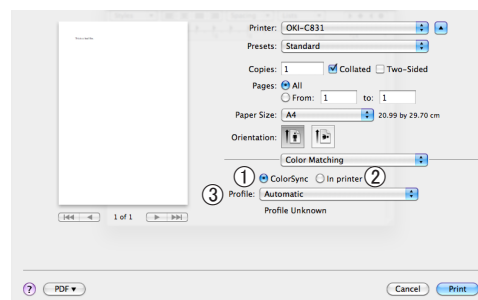 Printer: OKI-C831
Presets: Standard
Copies: 1 Collated Two-Sided
Pages: All
From: 1 to: 1
Paper Size: A4 20.99 by 29.70 cm
Orientation:
Color Matching
① ColorSync In printer ②
③ Profile: Automatic
Profile Unknown
1 of 1
? PDF▼ Cancel Print